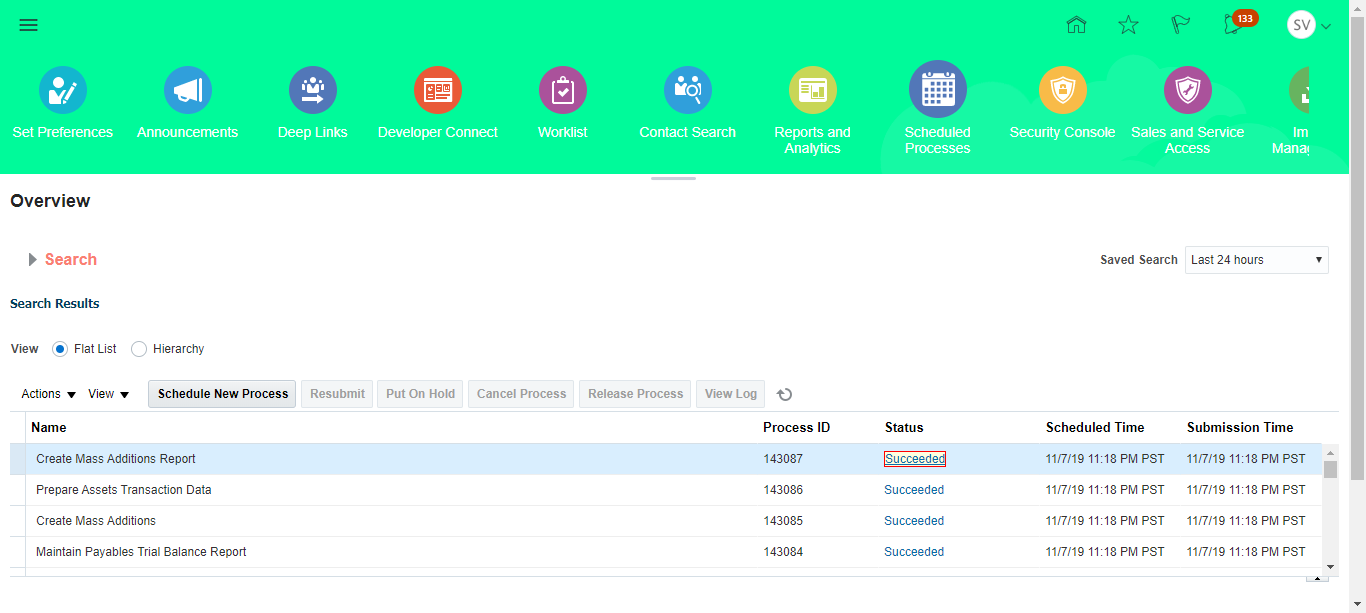 133
SV
Set Preferences
Announcements
Deep Links
Developer Connect
Worklist
Contact Search
Reports and
Analytics
Scheduled
Processes
Security Console
Sales and Service
Access
Im
Manag
Overview
Search
Saved Search Last 24 hours
Search Results
View Flat List Hierarchy
Actions View Schedule New Process Resubmit Put On Hold Cancel Process Release Process View Log
Name Process ID Status Scheduled Time Submission Time
Create Mass Additions Report 143087 Succeeded 11/7/19 11:18 PM PST 11/7/19 11:18 PM PST
Prepare Assets Transaction Data 143086 Succeeded 11/7/19 11:18 PM PST 11/7/19 11:18 PM PST
Create Mass Additions 143085 Succeeded 11/7/19 11:18 PM PST 11/7/19 11:18 PM PST
Maintain Payables Trial Balance Report 143084 Succeeded 11/7/19 11:18 PM PST 11/7/19 11:18 PM PST